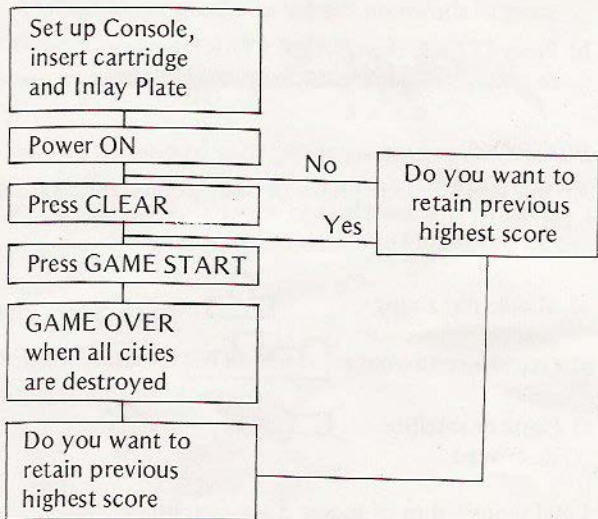 Set up Console,
insert cartridge
and Inlay Plate
Power ON
No
Press CLEAR
Yes
Press GAME START
GAME OVER
when all cities
are destroyed
Do you want to
retain previous
highest score
Do you want to
retain previous
highest score